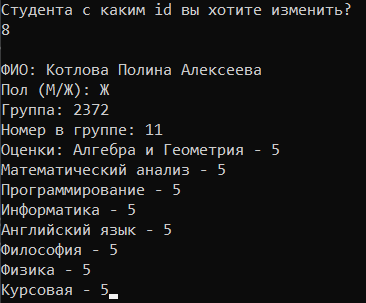 Студента с каким id вы хотите изменить?
8
ФИО: Котлова Полина Алексеева
Пол (М/Ж): Ж
Группа: 2372
Номер в группе: 11
Оценки: Алгебра и Геометрия - 5
Математический анализ - 5
Программирование - 5
Информатика - 5
Английский язык - 5
Философия - 5
Физика - 5
Курсовая - 5